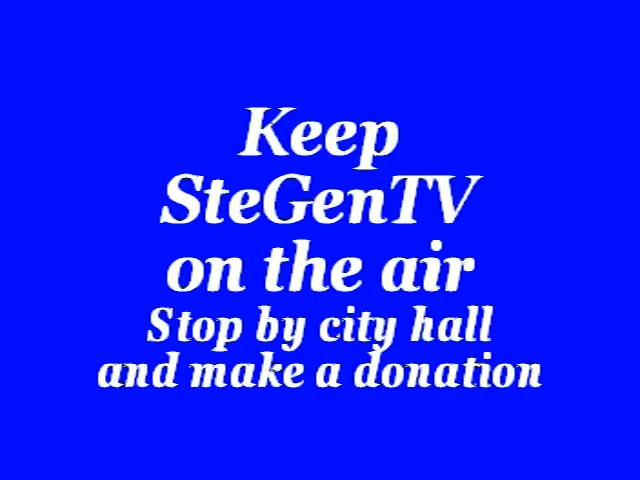 Keep
SteGenTV
on the air
Stop by city hall
and make a donation